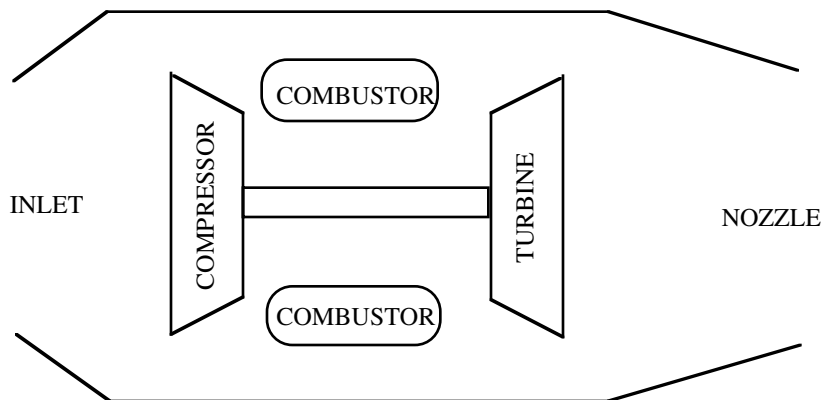 COMBUSTOR
INLET
COMPRESSOR
TURBINE
NOZZLE
COMBUSTOR